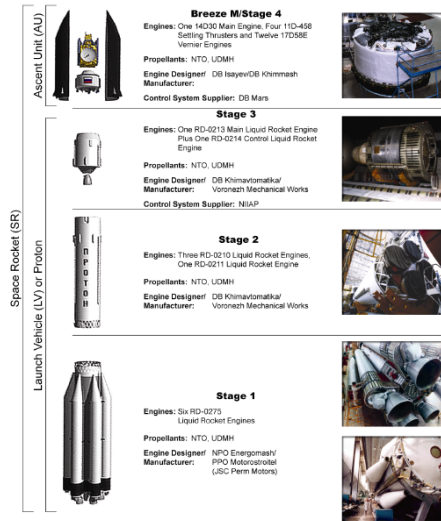 Space Rocket (SR)
Ascent Unit (AU)
Launch Vehicle (LV) or Proton
Breeze M/Stage 4
Engines: One 14D30 Main Engine, Four 11D-458
Settling Thrusters and Twelve 17D58E
Vernier Engines
Propellants: NTO, UDMH
Engine Designer/ DB Isayev/DB Khimmash
Manufacturer:
Control System Supplier: DB Mars
Stage 3
Engines: One RD-0213 Main Liquid Rocket Engine
Plus One RD-0214 Control Liquid Rocket
Engine
Propellants: NTO, UDMH
Engine Designer/ DB Khimavtomatika/
Manufacturer: Voronezh Mechanical Works
Control System Supplier: NIIAP
ПРОТОН
Stage 2
Engines: Three RD-0210 Liquid Rocket Engines,
One RD-0211 Liquid Rocket Engine
Propellants: NTO, UDMH
Engine Designer/ DB Khimavtomatika/
Manufacturer: Voronezh Mechanical Works
Stage 1
Engines: Six RD-0275
Liquid Rocket Engines
Propellants: NTO, UDMH
Engine Designer/ NPO Energomash/
Manufacturer: PPO Motorostroitel
(JSC Perm Motors)